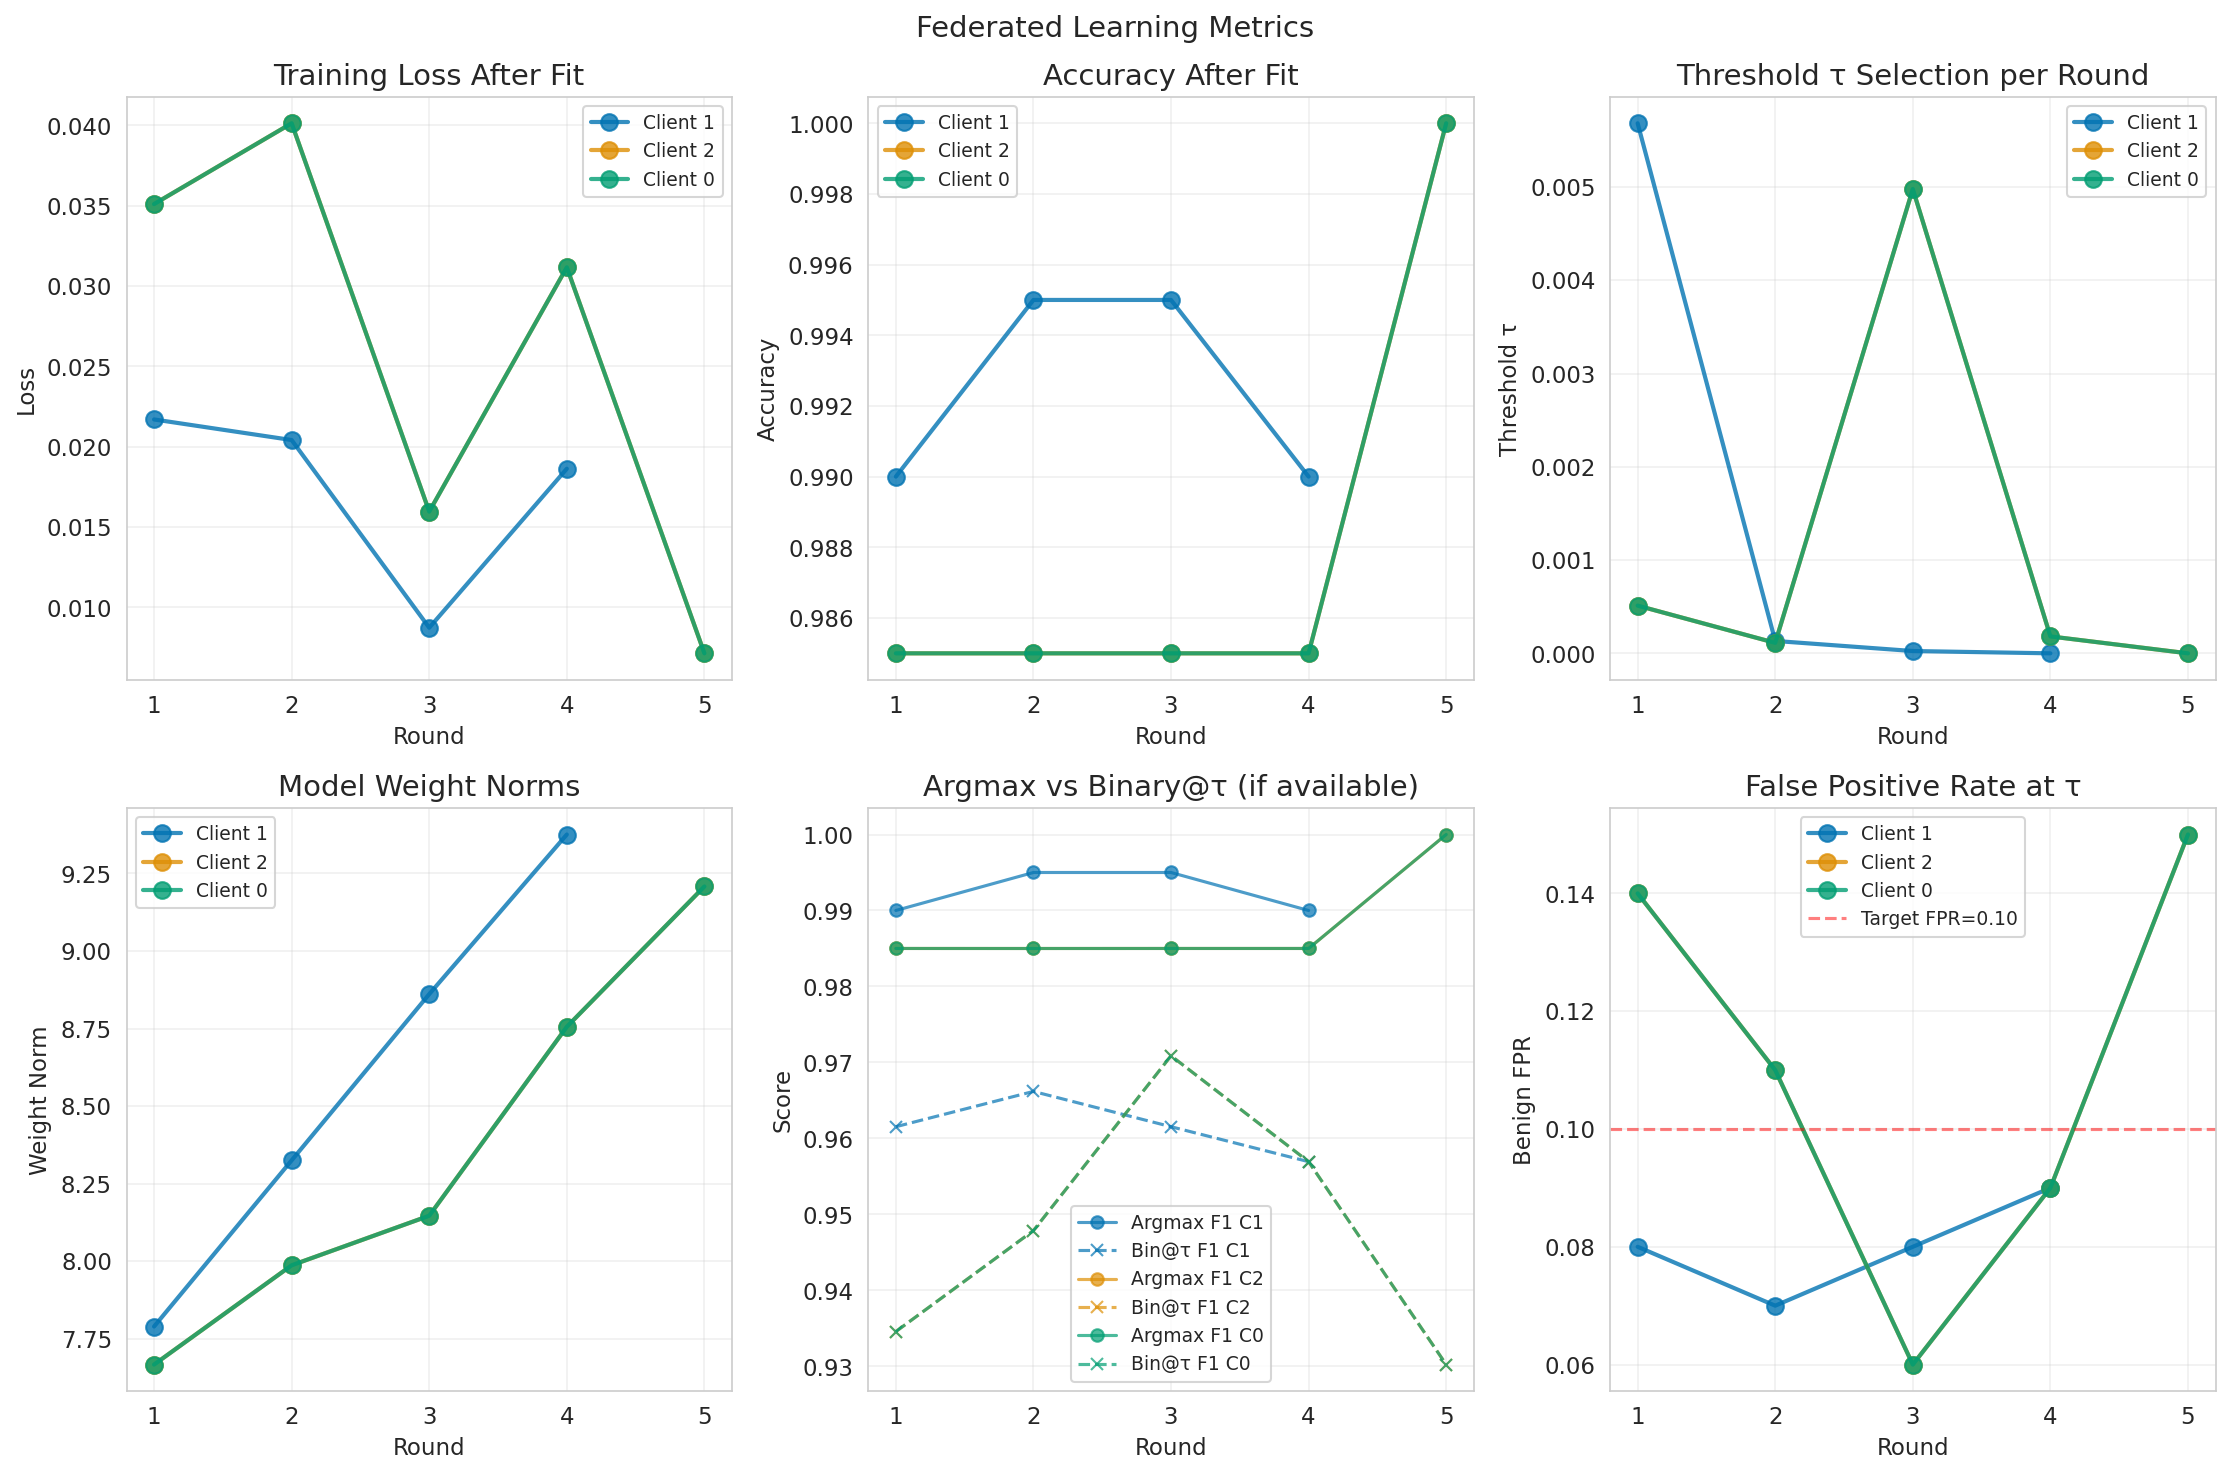 Federated Learning Metrics
Training Loss After Fit
Loss
0.040
0.035
0.030
0.025
0.020
0.015
0.010
1 2 3 4 5
Round
Client 1
Client 2
Client 0
Accuracy After Fit
Accuracy
1.000
0.998
0.996
0.994
0.992
0.990
0.988
0.986
1 2 3 4 5
Round
Client 1
Client 2
Client 0
Threshold τ Selection per Round
Threshold τ
0.005
0.004
0.003
0.002
0.001
0.000
1 2 3 4 5
Round
Client 1
Client 2
Client 0
Model Weight Norms
Weight Norm
9.25
9.00
8.75
8.50
8.25
8.00
7.75
1 2 3 4 5
Round
Client 1
Client 2
Client 0
Argmax vs Binary@τ (if available)
Score
1.00
0.99
0.98
0.97
0.96
0.95
0.94
0.93
1 2 3 4 5
Round
Argmax F1 C1
Bin@τ F1 C1
Argmax F1 C2
Bin@τ F1 C2
Argmax F1 C0
Bin@τ F1 C0
False Positive Rate at τ
Benign FPR
0.14
0.12
0.10
0.08
0.06
1 2 3 4 5
Round
Client 1
Client 2
Client 0
Target FPR=0.10